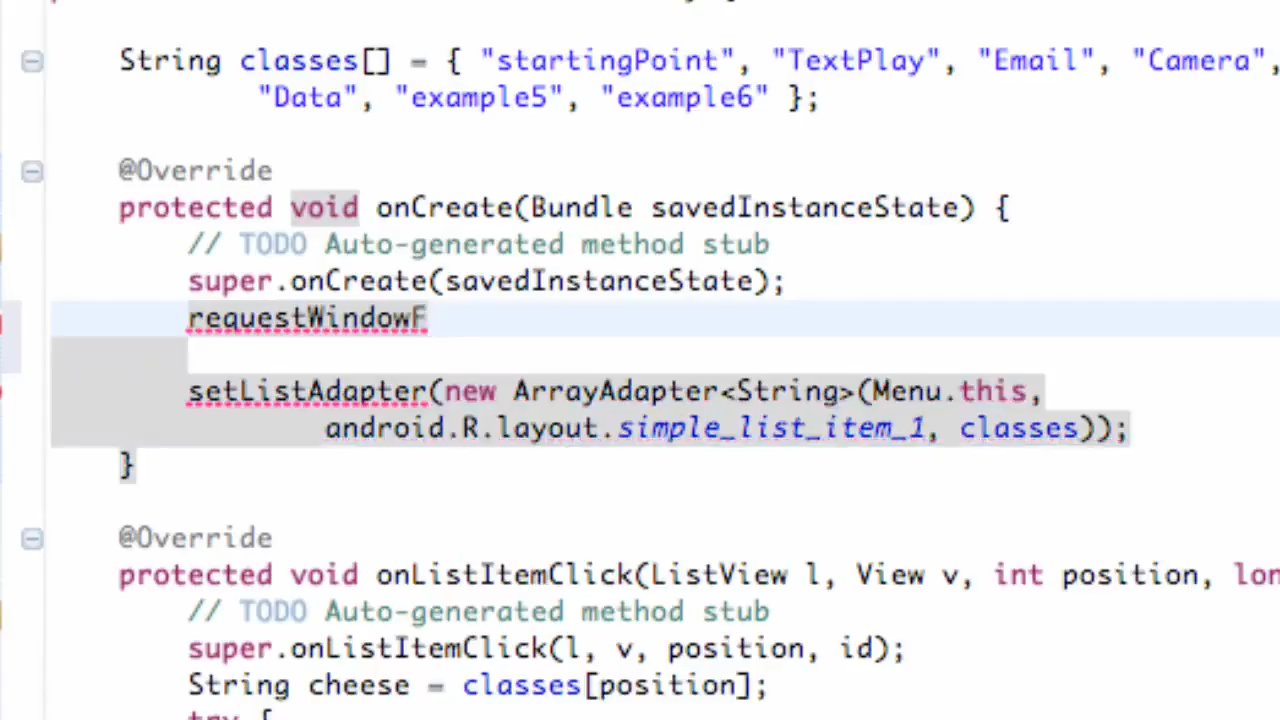 String classes[] = { "startingPoint", "TextPlay", "Email", "Camera",
"Data", "example5", "example6" };
@Override
protected void onCreate(Bundle savedInstanceState) {
// TODO Auto-generated method stub
super.onCreate(savedInstanceState);
requestWindowF
setListAdapter(new ArrayAdapter<String>(Menu.this,
android.R.layout.simple_list_item_1, classes));
}
@Override
protected void onListItemClick(ListView l, View v, int position, lon
// TODO Auto-generated method stub
super.onListItemClick(l, v, position, id);
String cheese = classes[position];
try {